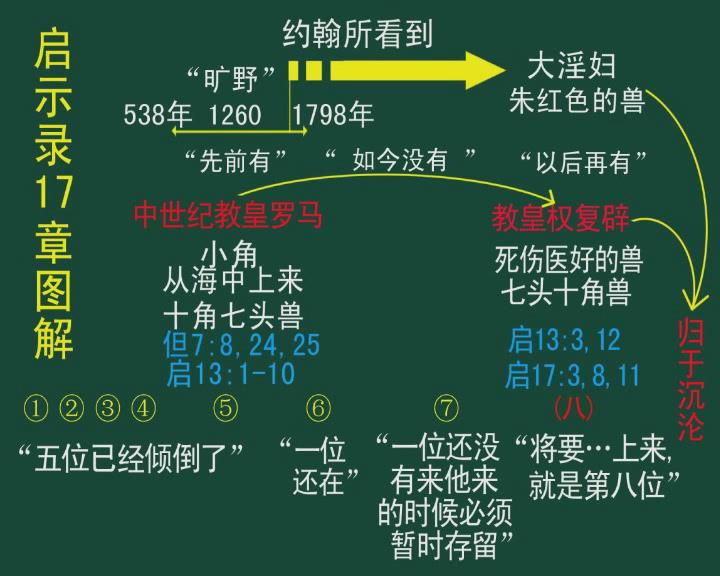 启示录17章图解
约翰所看到
“旷野”
大淫妇
朱红色的兽
538年 1260 1798年
“先前有” “ 如今没有 ” “以后再有”
中世纪教皇罗马
教皇权复辟
小角
从海中上来
十角七头兽
但7:8,24,25
启13:1-10
死伤医好的兽
七头十角兽
启13:3,12
启17:3,8,11
归于沉沦
① ② ③ ④ ⑤ ⑥ ⑦ (八)
“五位已经倾倒了”
“一位
还在”
“一位还没
有来他来
的时候必须
暂时存留”
“将要…上来,
就是第八位”